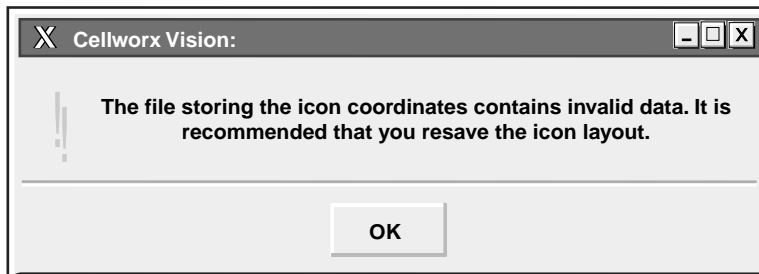 X Cellworx Vision:
The file storing the icon coordinates contains invalid data. It is
recommended that you resave the icon layout.
OK